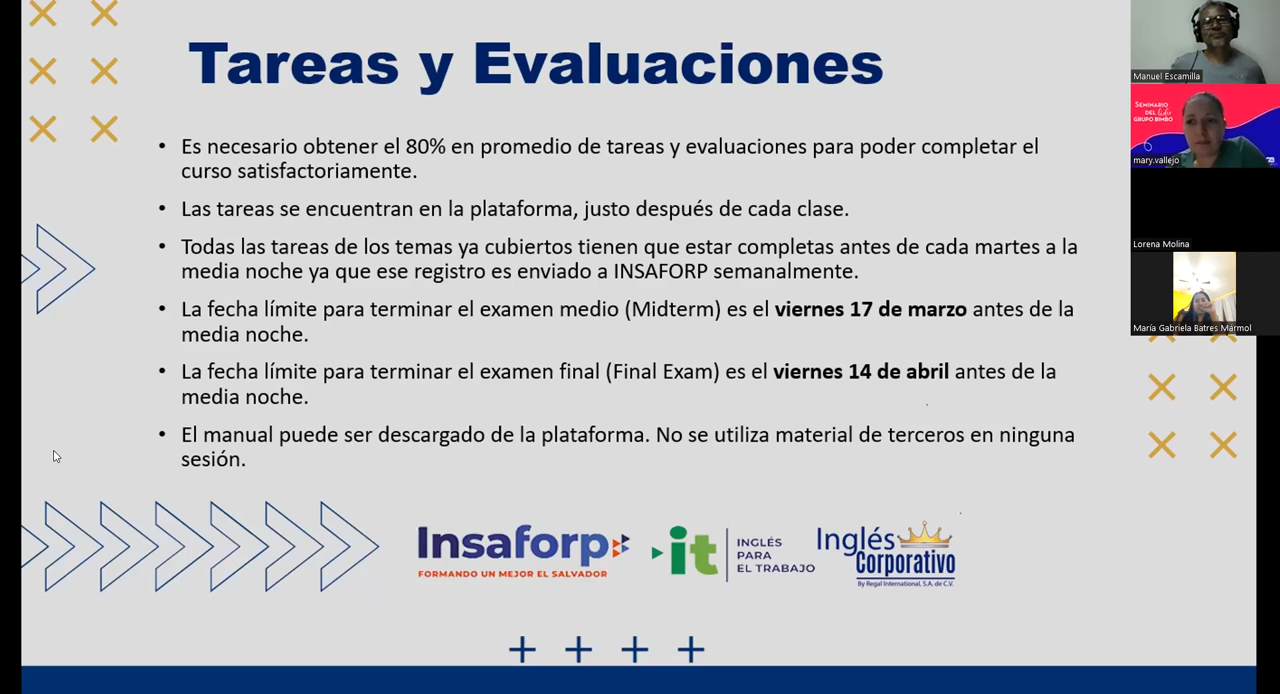 Tareas y Evaluaciones
• Es necesario obtener el 80% en promedio de tareas y evaluaciones para poder completar el
curso satisfactoriamente.
• Las tareas se encuentran en la plataforma, justo después de cada clase.
• Todas las tareas de los temas ya cubiertos tienen que estar completas antes de cada martes a la
media noche ya que ese registro es enviado a INSAFORP semanalmente.
• La fecha límite para terminar el examen medio (Midterm) es el viernes 17 de marzo antes de la
media noche.
• La fecha límite para terminar el examen final (Final Exam) es el viernes 14 de abril antes de la
media noche.
• El manual puede ser descargado de la plataforma. No se utiliza material de terceros en ninguna
sesión.
Insaforp
FORMANDO UN MEJOR EL SALVADOR
it
INGLÉS
PARA
EL TRABAJO
Inglés
Corporativo
By Regal International, S.A. de C.V.
Manuel Escamilla
SEMINARIO
DEL líder
GRUPO BIMBO
mary.vallejo
Lorena Molina
María Gabriela Batres Mármol